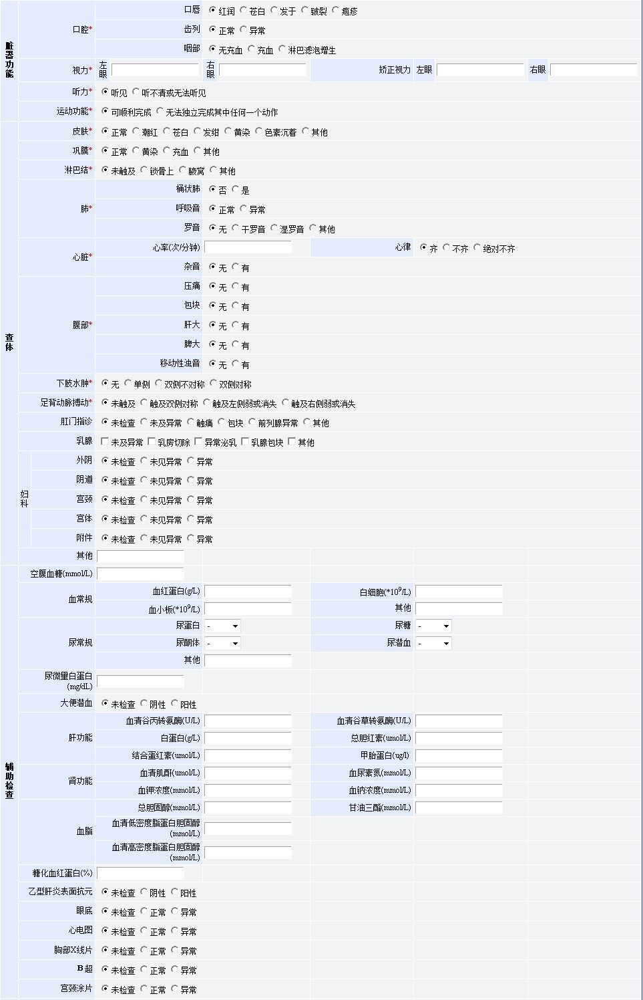 脏器功能
口腔*
口唇 红润 苍白 发于 皲裂 疱疹
齿列 正常 异常
咽部 无充血 充血 淋巴滤泡增生
视力* 左眼 右眼 矫正视力 左眼 右眼
听力* 听见 听不清或无法听见
运动功能* 可顺利完成 无法独立完成其中任何一个动作
查体
皮肤* 正常 潮红 苍白 发绀 黄染 色素沉着 其他
巩膜* 正常 黄染 充血 其他
淋巴结* 未触及 锁骨上 腋窝 其他
肺*
桶状肺 否 是
呼吸音 正常 异常
罗音 无 干罗音 湿罗音 其他
心脏*
心率(次/分钟) 心律 齐 不齐 绝对不齐
杂音 无 有
腹部*
压痛 无 有
包块 无 有
肝大 无 有
脾大 无 有
移动性浊音 无 有
下肢水肿* 无 单侧 双侧不对称 双侧对称
足背动脉搏动* 未触及 触及双侧对称 触及左侧弱或消失 触及右侧弱或消失
肛门指诊 未检查 未及异常 触痛 包块 前列腺异常 其他
乳腺 未及异常 乳房切除 异常泌乳 乳腺包块 其他
妇科
外阴 未检查 未见异常 异常
阴道 未检查 未见异常 异常
宫颈 未检查 未见异常 异常
宫体 未检查 未见异常 异常
附件 未检查 未见异常 异常
其他
辅助检查
空腹血糖(mmol/L)
血常规
血红蛋白(g/L) 白细胞(*10⁹/L)
血小板(*10⁹/L) 其他
尿常规
尿蛋白 - 尿糖 -
尿酮体 - 尿潜血 -
其他
尿微量白蛋白
(mg/dL)
大便潜血 未检查 阴性 阳性
肝功能
血清谷丙转氨酶(U/L) 血清谷草转氨酶(U/L)
白蛋白(g/L) 总胆红素(umol/L)
结合蛋红素(umol/L) 甲胎蛋白(ug/l)
肾功能
血清肌酐(umol/L) 血尿素氮(mmol/L)
血钾浓度(mmol/L) 血钠浓度(mmol/L)
血脂
总胆固醇(mmol/L) 甘油三酯(mmol/L)
血清低密度脂蛋白胆固醇
(mmol/L)
血清高密度脂蛋白胆固醇
(mmol/L)
糖化血红蛋白(%)
乙型肝炎表面抗元 未检查 阴性 阳性
眼底 未检查 正常 异常
心电图 未检查 正常 异常
胸部X线片 未检查 正常 异常
B超 未检查 正常 异常
宫颈涂片 未检查 正常 异常